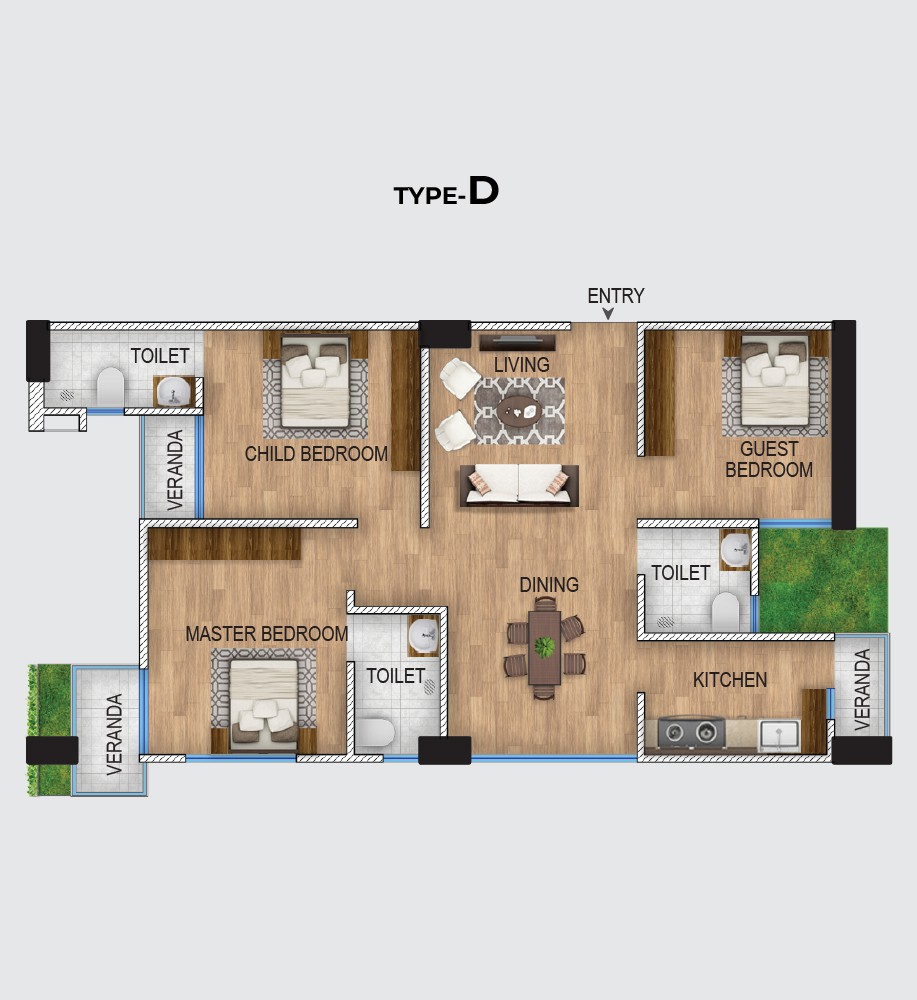 TYPE-D
ENTRY
TOILET
LIVING
CHILD BEDROOM
GUEST
BEDROOM
VERANDA
TOILET
DINING
MASTER BEDROOM
TOILET
KITCHEN
VERANDA
VERANDA